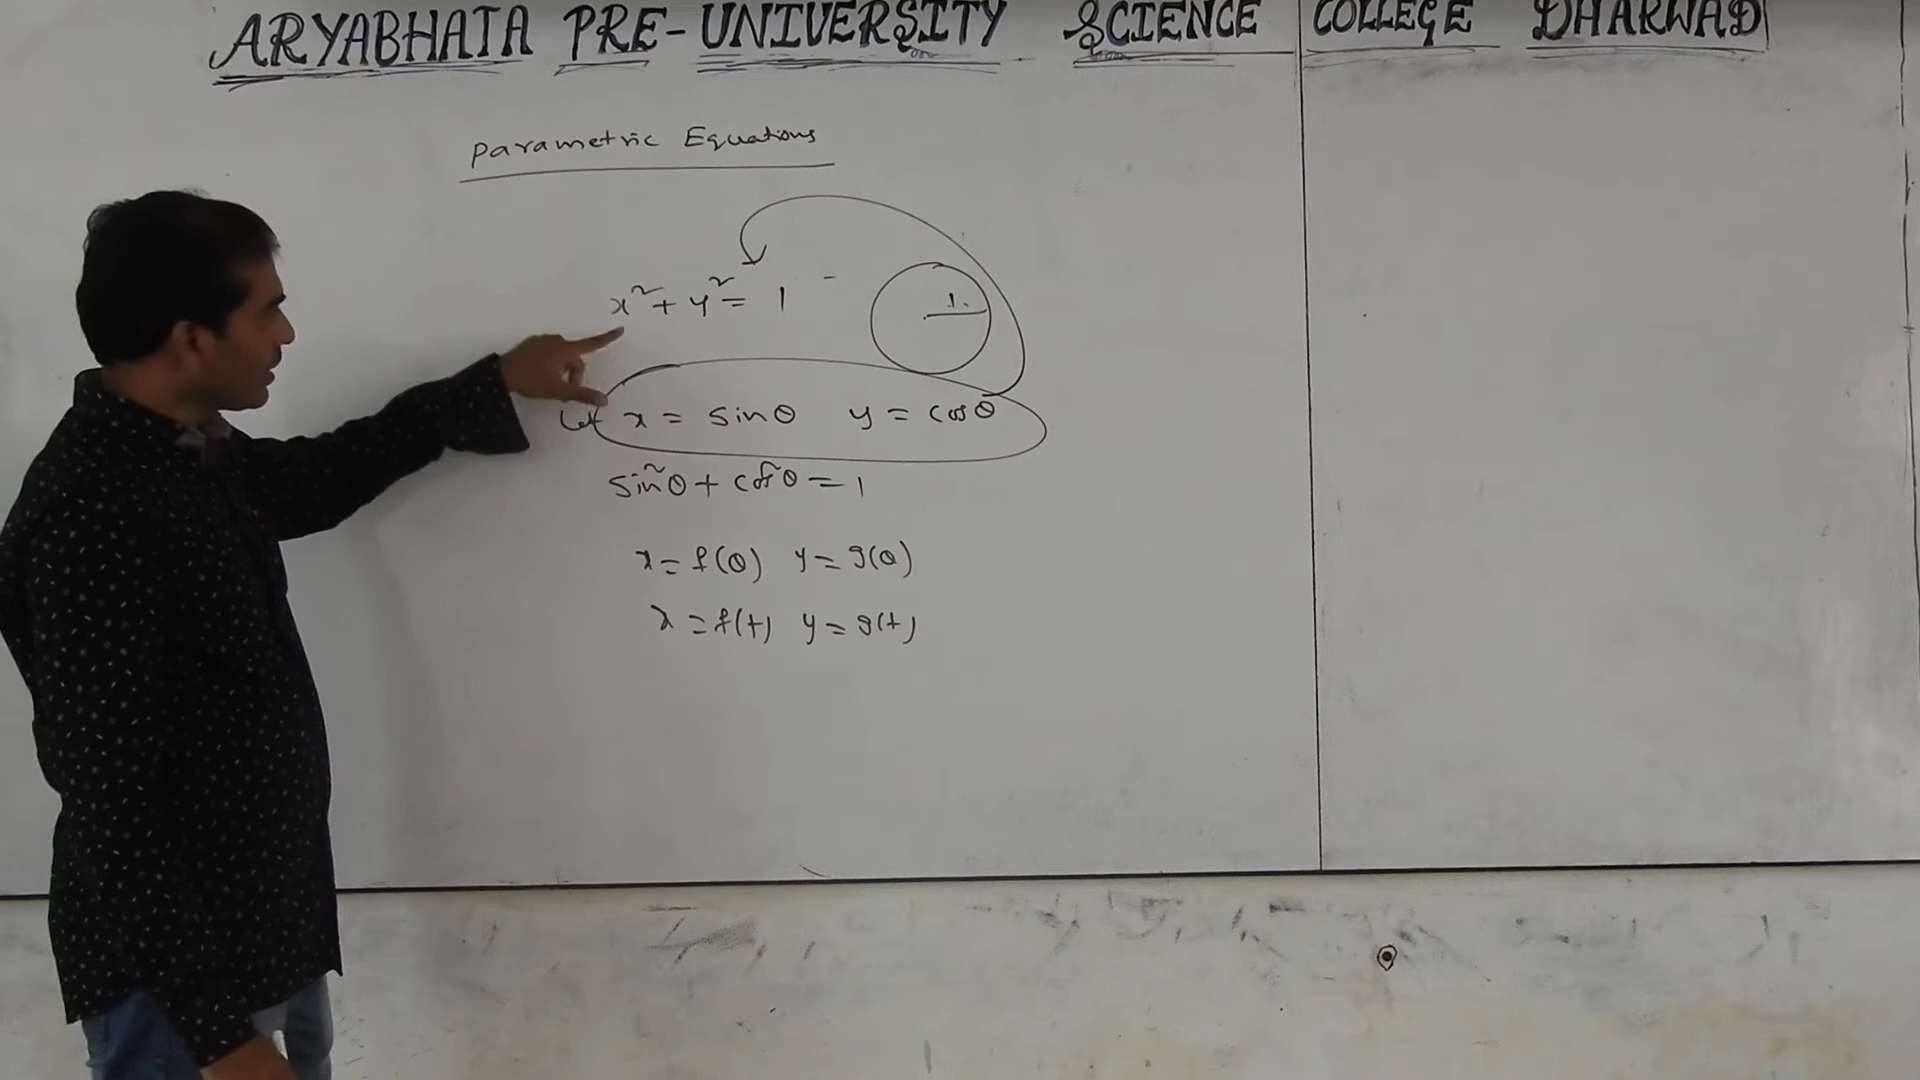 ARYABHATA PRE-UNIVERSITY SCIENCE COLLEGE DHARWAD
Parametric Equations
x² + y² = 1
1.
Let x = sinθ y = cosθ
sin²θ + cos²θ = 1
x = f(θ) y = g(θ)
x = f(t) y = g(t)